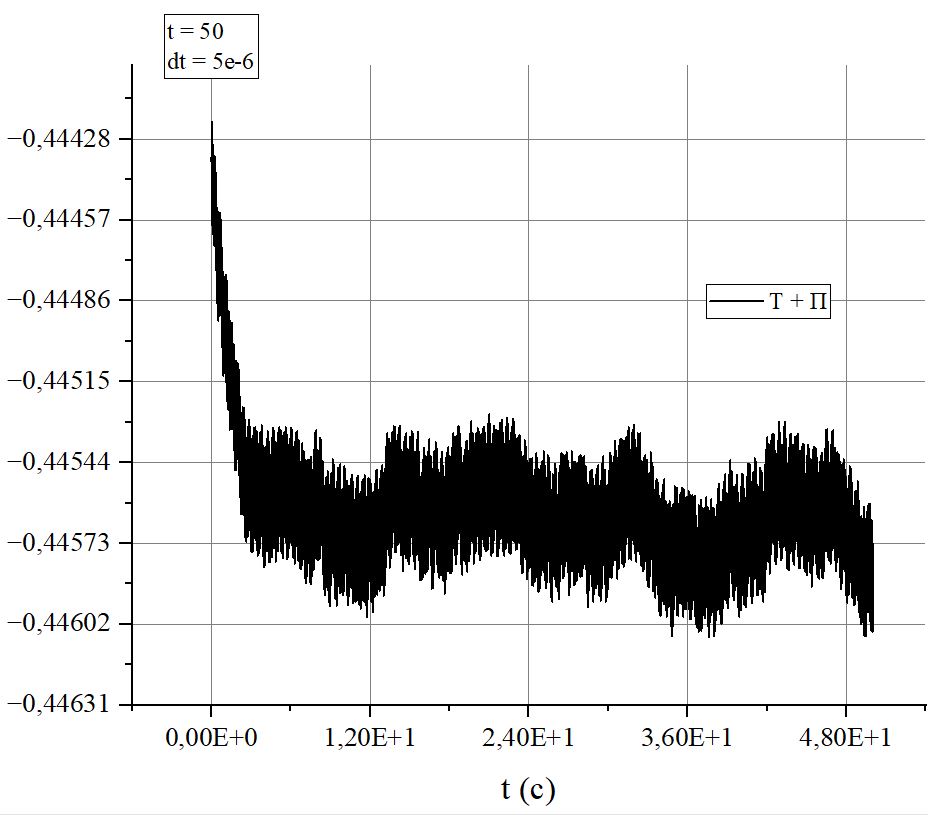 t = 50
dt = 5e-6
−0,44428
−0,44457
−0,44486
T + П
−0,44515
−0,44544
−0,44573
−0,44602
−0,44631
0,00E+0 1,20E+1 2,40E+1 3,60E+1 4,80E+1
t (c)